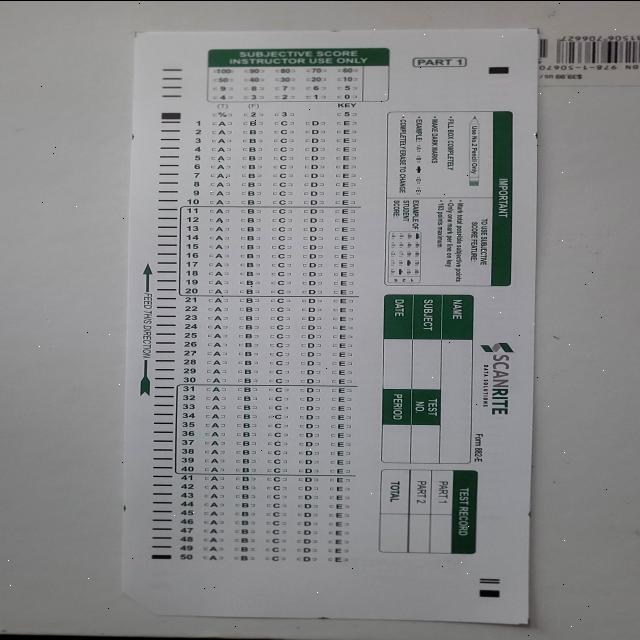 SUBJECTIVE SCORE
INSTRUCTOR USE ONLY
100 90 80 70 60
50 40 30 20 10
9 8 7 6 5
4 3 2 1 0
PART 1
(T) (F) KEY
% 2 3 5
1 A B C D E
2 A B C D E
3 A B C D E
4 A B C D E
5 A B C D E
6 A B C D E
7 A B C D E
8 A B C D E
9 A B C D E
10 A B C D E
11 A B C D E
12 A B C D E
13 A B C D E
14 A B C D E
15 A B C D E
16 A B C D E
17 A B C D E
18 A B C D E
19 A B C D E
20 A B C D E
21 A B C D E
22 A B C D E
23 A B C D E
24 A B C D E
25 A B C D E
26 A B C D E
27 A B C D E
28 A B C D E
29 A B C D E
30 A B C D E
31 A B C D E
32 A B C D E
33 A B C D E
34 A B C D E
35 A B C D E
36 A B C D E
37 A B C D E
38 A B C D E
39 A B C D E
40 A B C D E
41 A B C D E
42 A B C D E
43 A B C D E
44 A B C D E
45 A B C D E
46 A B C D E
47 A B C D E
48 A B C D E
49 A B C D E
50 A B C D E
FEED THIS DIRECTION
IMPORTANT
Use No.2 Pencil Only
• FILL BOX COMPLETELY
• MAKE DARK MARKS
• EXAMPLE:
• COMPLETELY ERASE TO CHANGE
TO USE SUBJECTIVE
SCORE FEATURE:
• Mark total possible subjective points
• Only one mark per line on key
• 163 points maximum
EXAMPLE OF
STUDENT
SCORE:
NAME
SUBJECT
DATE
TEST NO.
PERIOD
SCANRITE
DATA SOLUTIONS
Form 882-E
TEST RECORD
PART 1
PART 2
TOTAL
$39.99 us